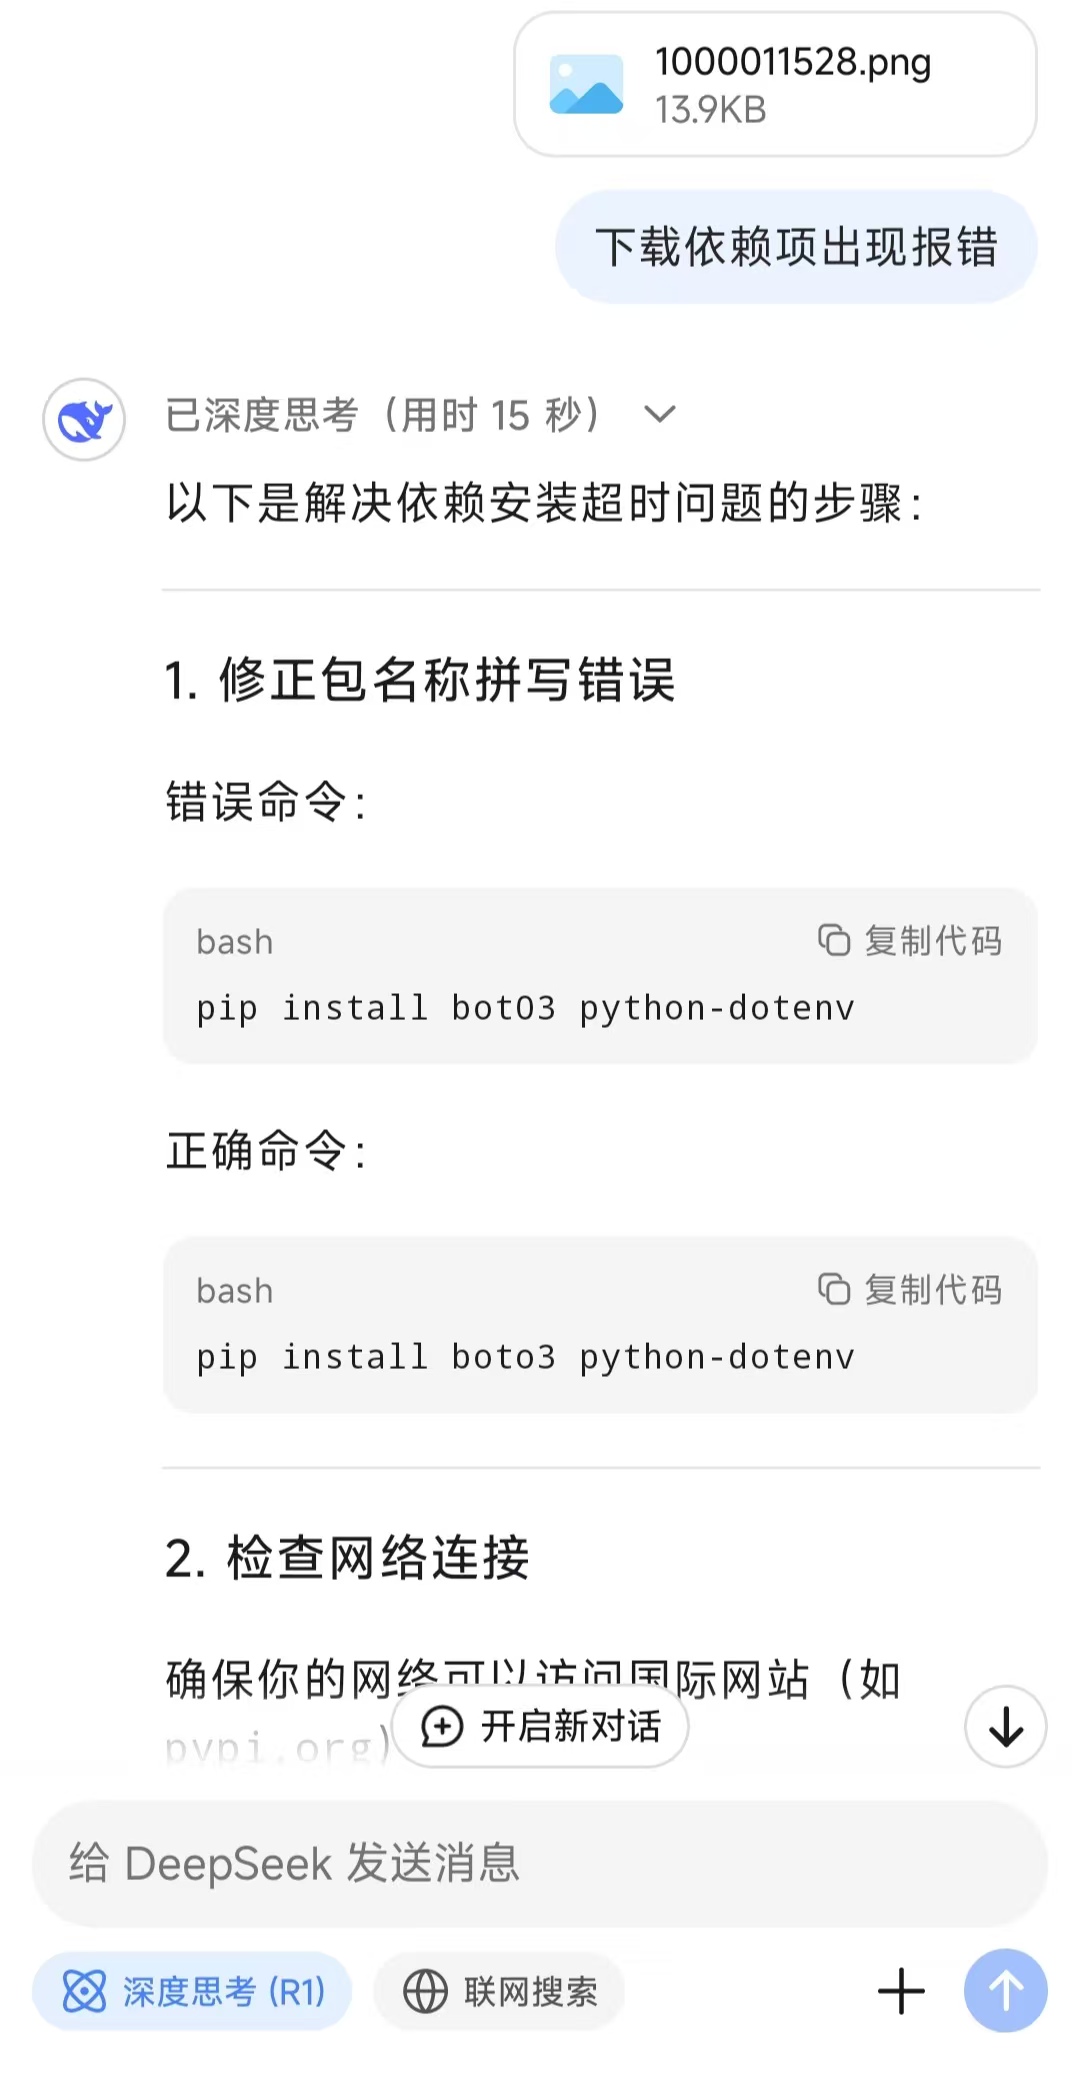 1000011528.png
13.9KB
下载依赖项出现报错
已深度思考（用时 15 秒）
以下是解决依赖安装超时问题的步骤：
1. 修正包名称拼写错误
错误命令：
bash 复制代码
pip install bot03 python-dotenv
正确命令：
bash 复制代码
pip install boto3 python-dotenv
2. 检查网络连接
确保你的网络可以访问国际网站（如
pypi.org)
开启新对话
给 DeepSeek 发送消息
深度思考 (R1) 联网搜索